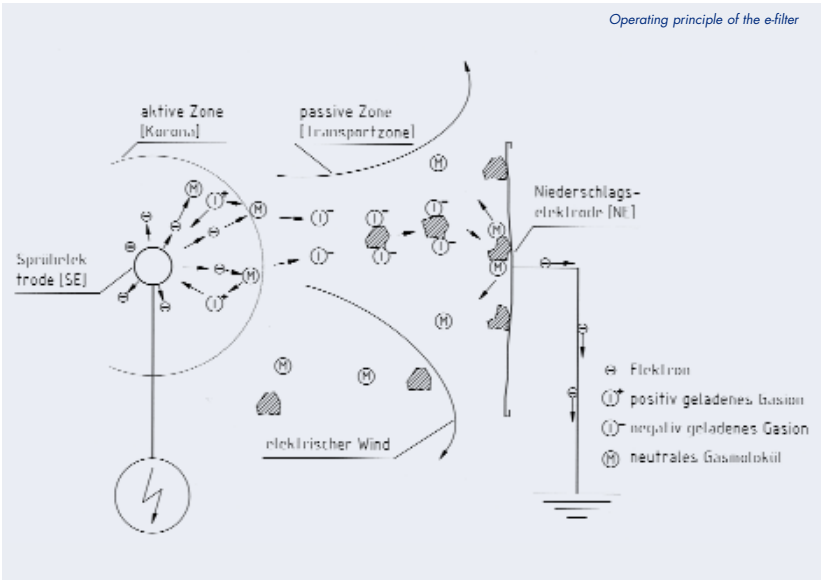 Operating principle of the e-filter
aktive Zone
[Korona]
passive Zone
[Transportzone]
Niederschlags-
elektrode [NE]
Sprühelek
trode [SE]
M
I+
M
M
I+
I-
I-
I-
I-
I-
I-
M
M
M
M
M
M
elektrischer Wind
Elektron
I+ positiv geladenes Gasion
I- negativ geladenes Gasion
M neutrales Gasmolekül